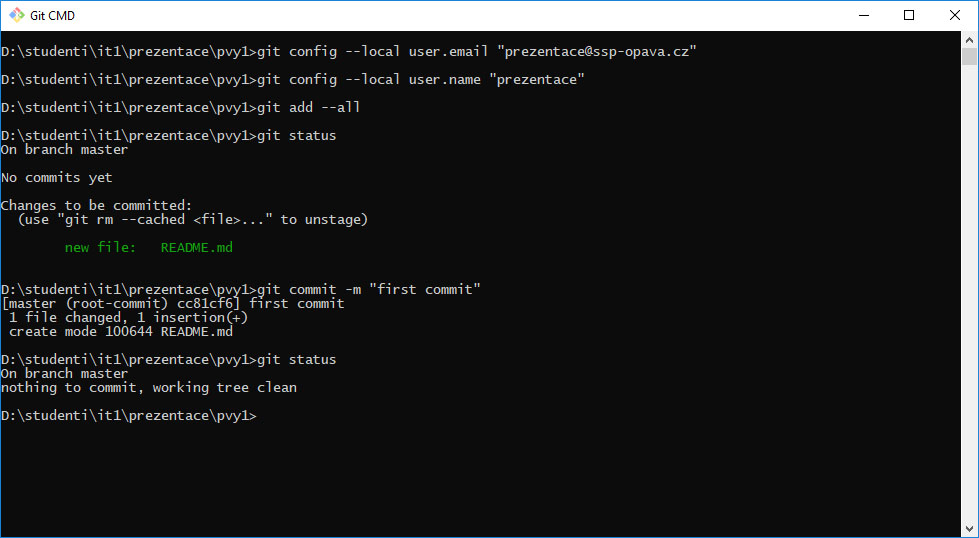 Git CMD
D:\studenti\it1\prezentace\pvy1>git config --local user.email "prezentace@ssp-opava.cz"
D:\studenti\it1\prezentace\pvy1>git config --local user.name "prezentace"
D:\studenti\it1\prezentace\pvy1>git add --all
D:\studenti\it1\prezentace\pvy1>git status
On branch master
No commits yet
Changes to be committed:
  (use "git rm --cached <file>..." to unstage)
        new file:   README.md
D:\studenti\it1\prezentace\pvy1>git commit -m "first commit"
[master (root-commit) cc81cf6] first commit
 1 file changed, 1 insertion(+)
 create mode 100644 README.md
D:\studenti\it1\prezentace\pvy1>git status
On branch master
nothing to commit, working tree clean
D:\studenti\it1\prezentace\pvy1>